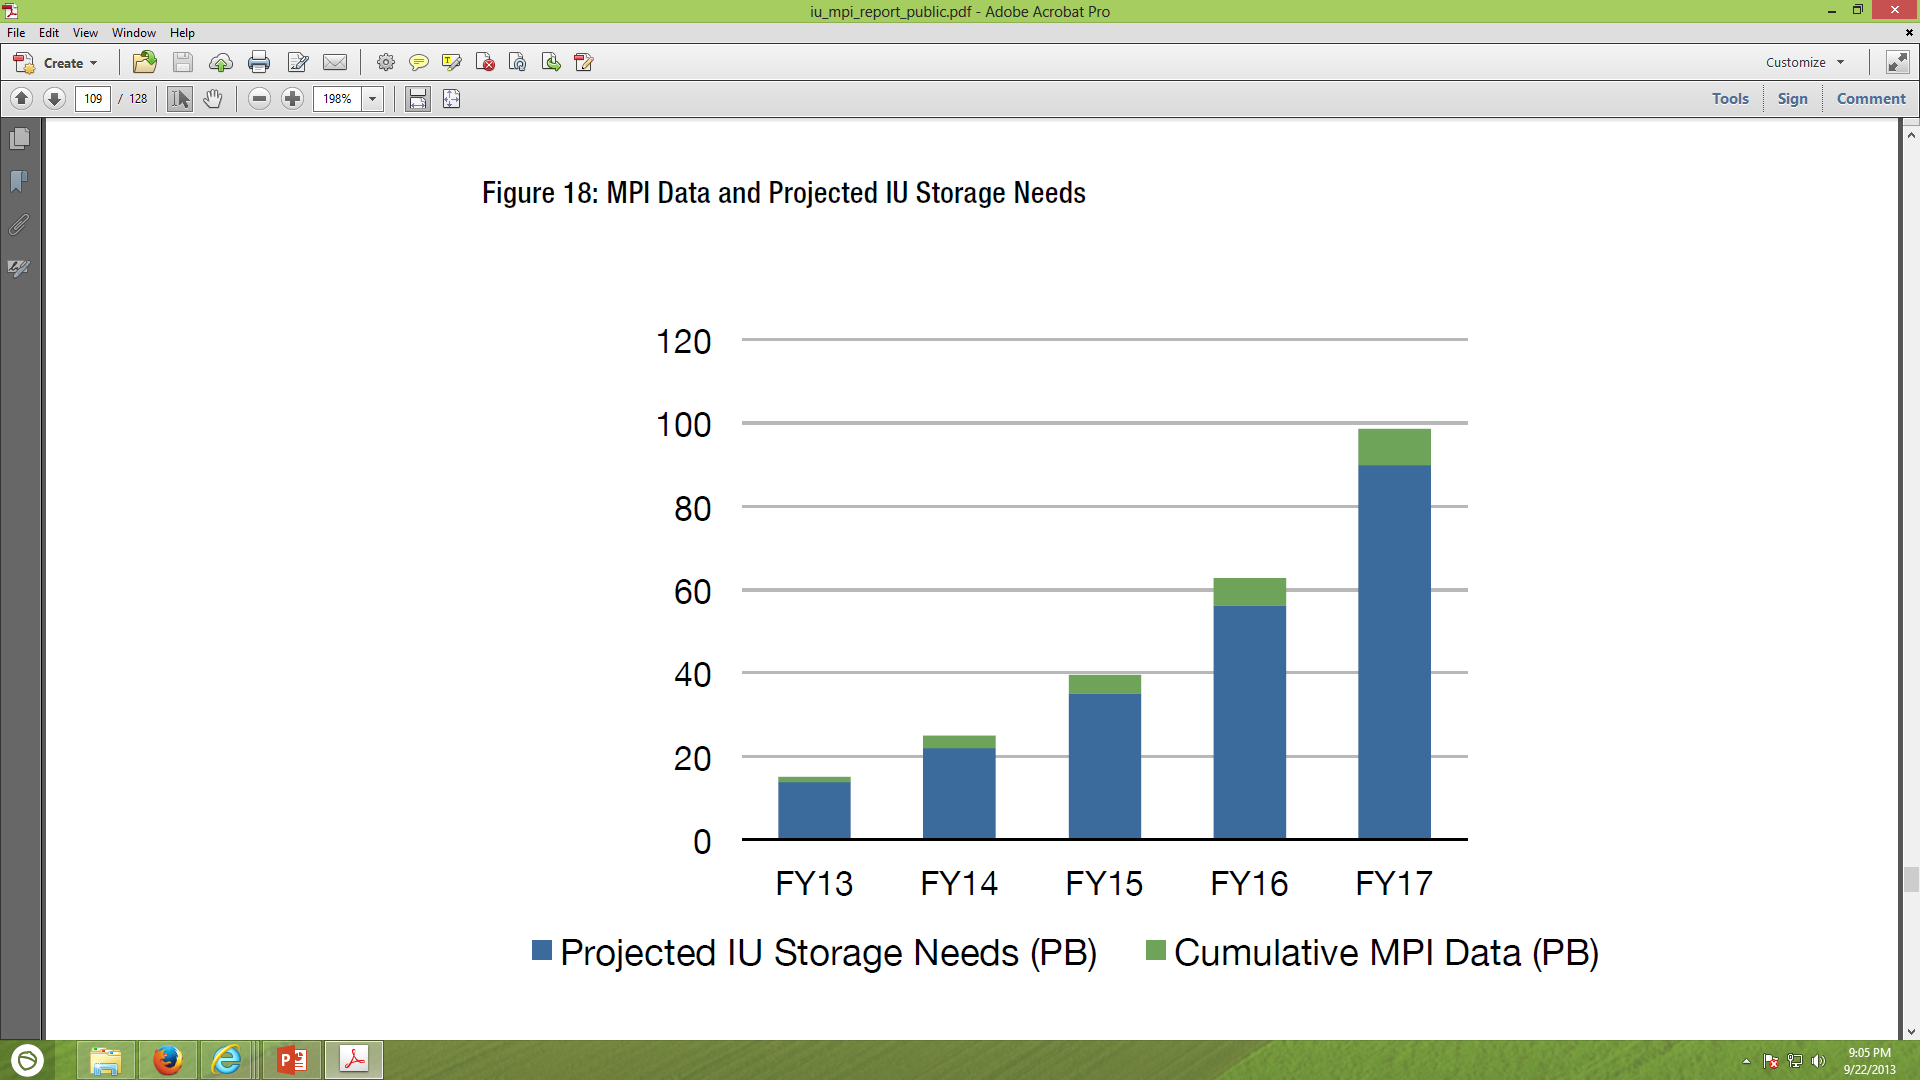 iu_mpi_report_public.pdf - Adobe Acrobat Pro
File Edit View Window Help
Create
Customize
109 / 128
198%
Tools Sign Comment
Figure 18: MPI Data and Projected IU Storage Needs
120
100
80
60
40
20
0
FY13 FY14 FY15 FY16 FY17
Projected IU Storage Needs (PB) Cumulative MPI Data (PB)
9:05 PM
9/22/2013